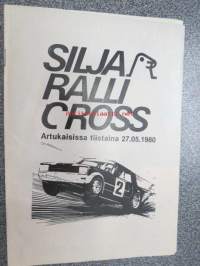 SILJA
RALLI
CROSS
Artukaisissa tiistaina 27.05.1980
2